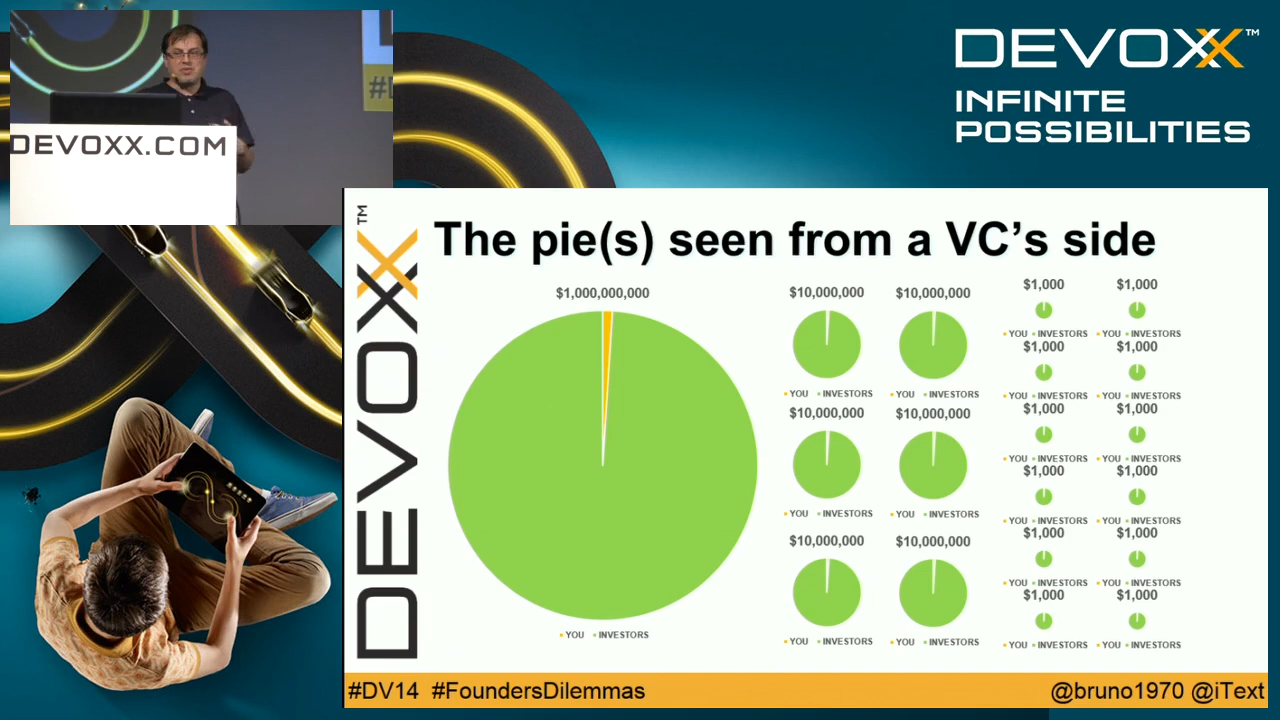 DEVOXX™
INFINITE
POSSIBILITIES
#D
DEVOXX.COM
DEVOXX™
The pie(s) seen from a VC's side
$1,000,000,000
YOU INVESTORS
$10,000,000 $10,000,000
YOU INVESTORS YOU INVESTORS
$10,000,000 $10,000,000
YOU INVESTORS YOU INVESTORS
$10,000,000 $10,000,000
YOU INVESTORS YOU INVESTORS
$1,000 $1,000
YOU INVESTORS YOU INVESTORS
$1,000 $1,000
YOU INVESTORS YOU INVESTORS
$1,000 $1,000
YOU INVESTORS YOU INVESTORS
$1,000 $1,000
YOU INVESTORS YOU INVESTORS
$1,000 $1,000
YOU INVESTORS YOU INVESTORS
$1,000 $1,000
YOU INVESTORS YOU INVESTORS
#DV14 #FoundersDilemmas
@bruno1970 @iText